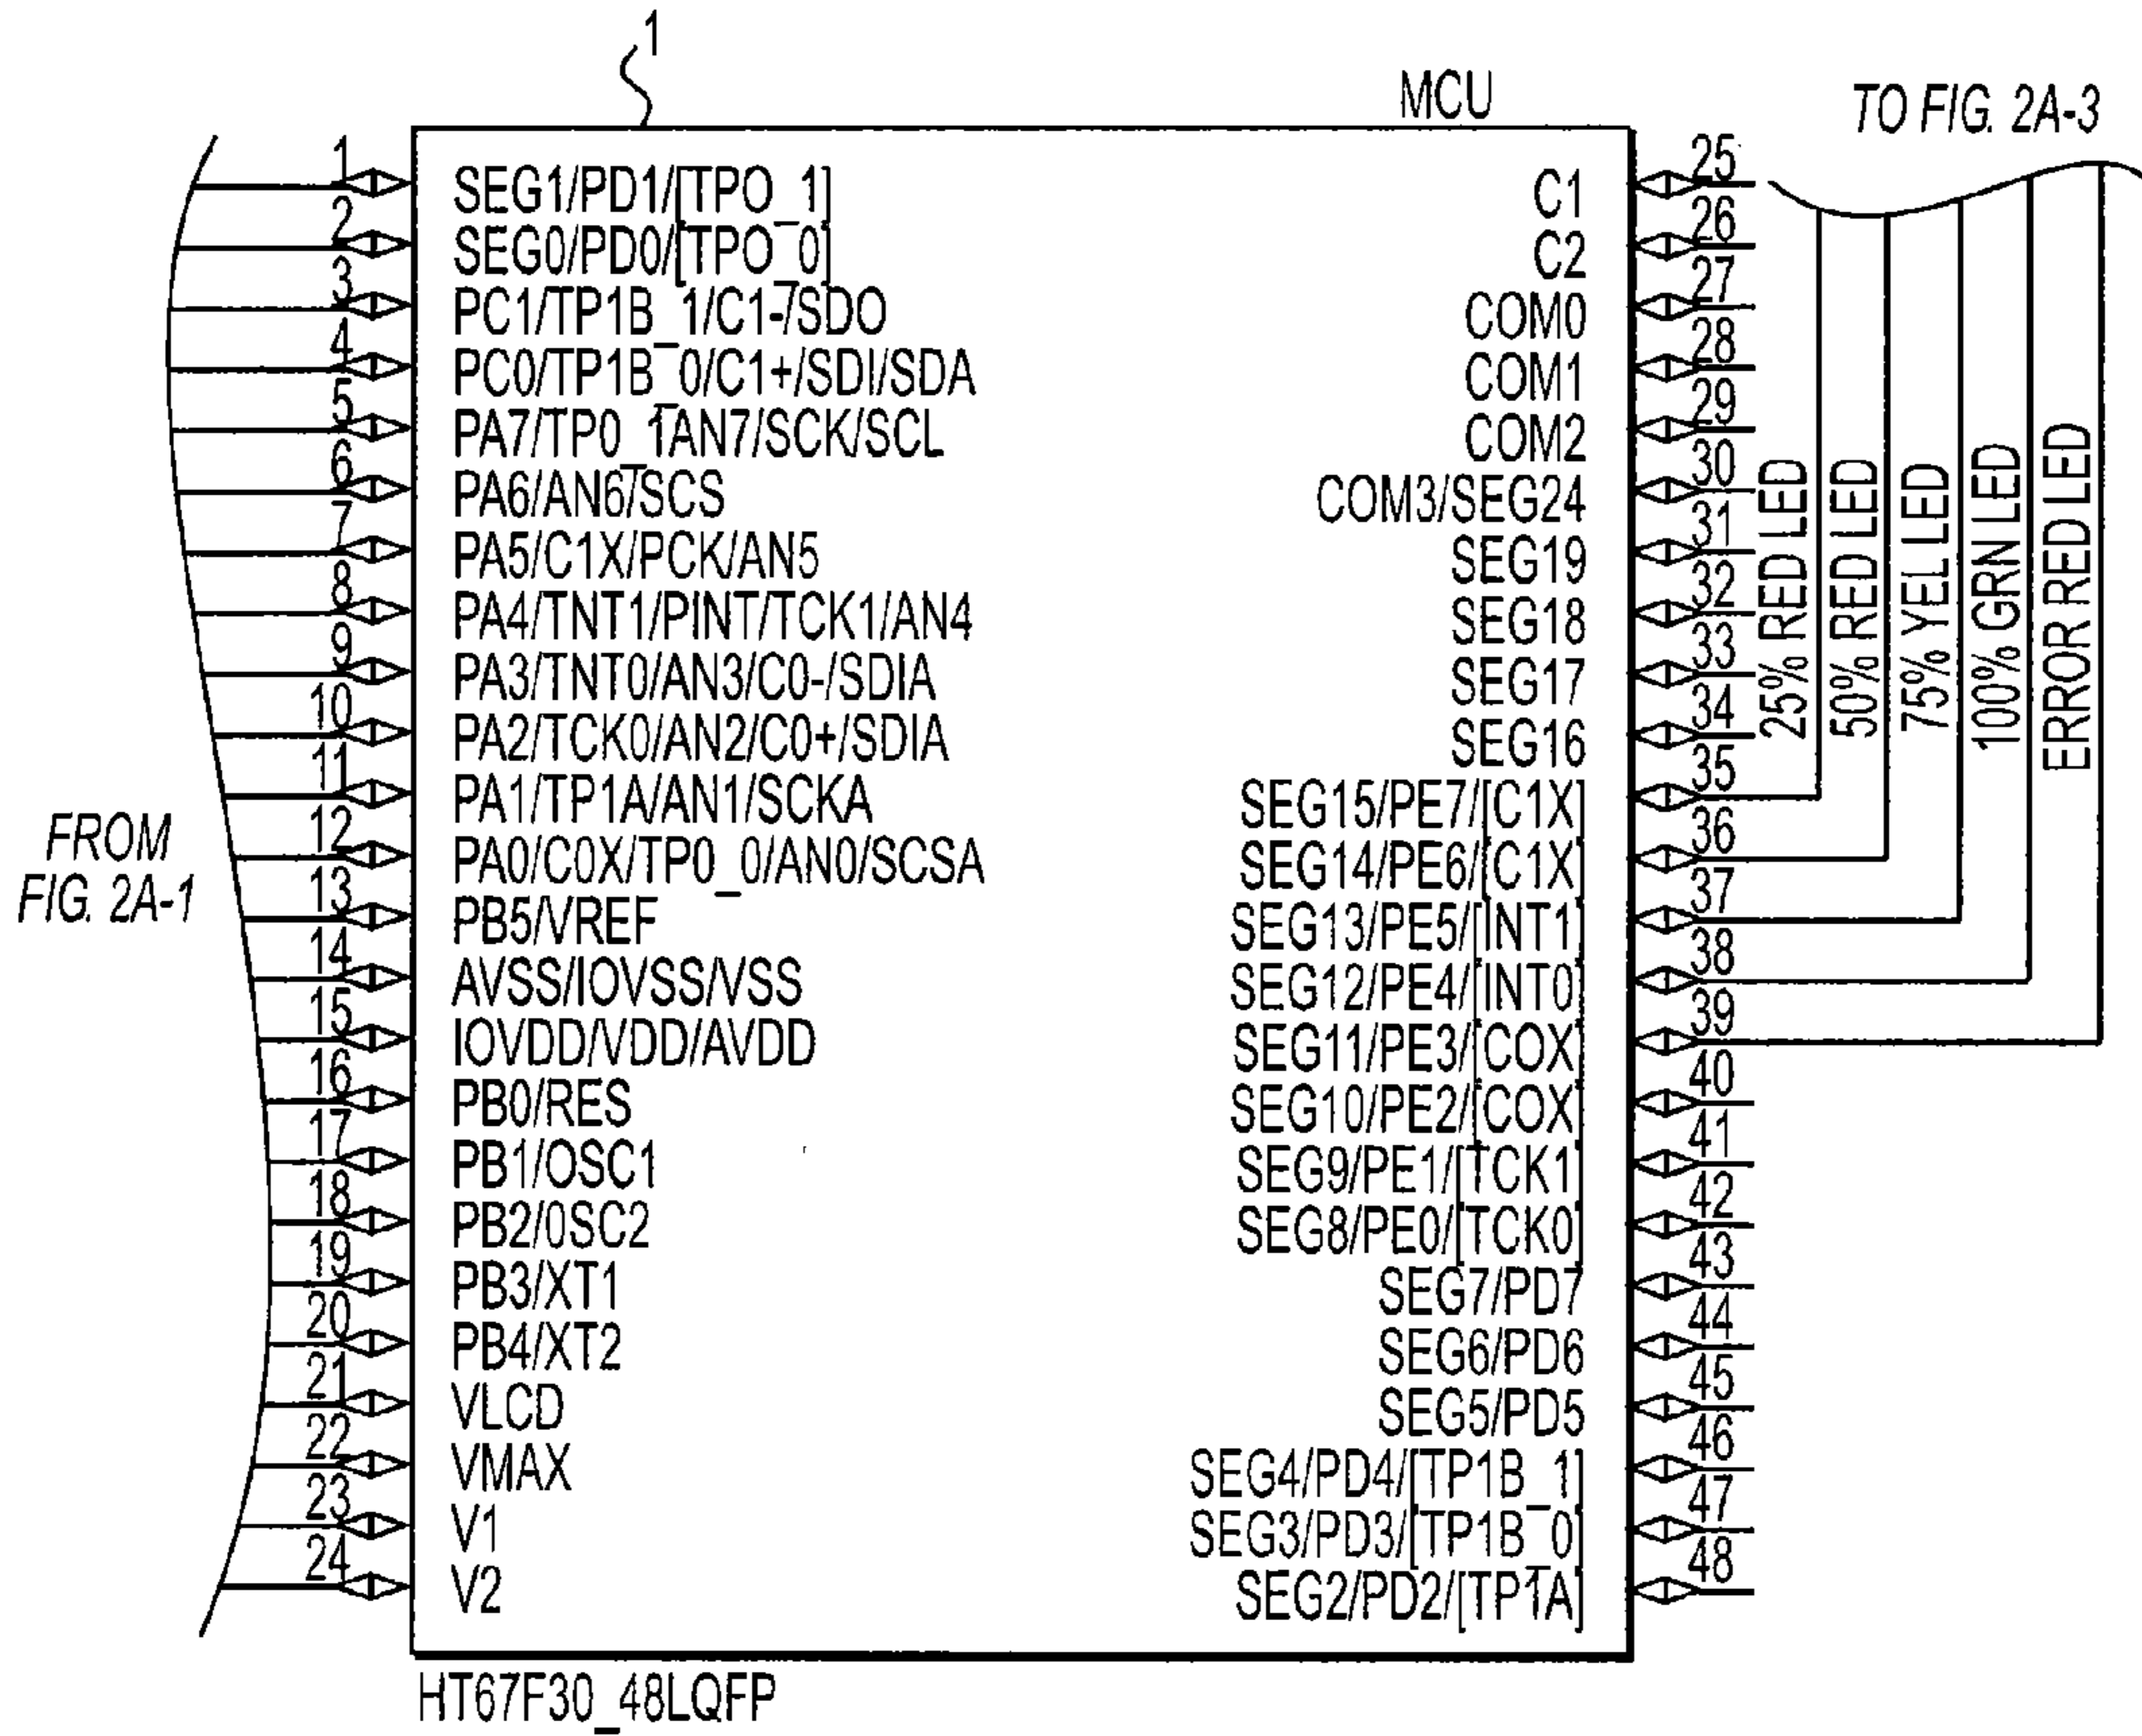 1
MCU
TO FIG. 2A-3
FROM
FIG. 2A-1
1 SEG1/PD1/[TPO_1]
2 SEG0/PD0/[TPO_0]
3 PC1/TP1B_1/C1-/SDO
4 PC0/TP1B_0/C1+/SDI/SDA
5 PA7/TP0_1AN7/SCK/SCL
6 PA6/AN6/SCS
7 PA5/C1X/PCK/AN5
8 PA4/TNT1/PINT/TCK1/AN4
9 PA3/TNT0/AN3/C0-/SDIA
10 PA2/TCK0/AN2/C0+/SDIA
11 PA1/TP1A/AN1/SCKA
12 PA0/C0X/TP0_0/AN0/SCSA
13 PB5/VREF
14 AVSS/IOVSS/VSS
15 IOVDD/VDD/AVDD
16 PB0/RES
17 PB1/OSC1
18 PB2/0SC2
19 PB3/XT1
20 PB4/XT2
21 VLCD
22 VMAX
23 V1
24 V2
C1 25
C2 26
COM0 27
COM1 28
COM2 29
COM3/SEG24 30
SEG19 31
SEG18 32
SEG17 33
SEG16 34
SEG15/PE7/[C1X] 35
SEG14/PE6/[C1X] 36
SEG13/PE5/[INT1] 37
SEG12/PE4/[INT0] 38
SEG11/PE3/[COX] 39
SEG10/PE2/[COX] 40
SEG9/PE1/[TCK1] 41
SEG8/PE0/[TCK0] 42
SEG7/PD7 43
SEG6/PD6 44
SEG5/PD5 45
SEG4/PD4/[TP1B_1] 46
SEG3/PD3/[TP1B_0] 47
SEG2/PD2/[TP1A] 48
25% RED LED
50% RED LED
75% YEL LED
100% GRN LED
ERROR RED LED
HT67F30_48LQFP